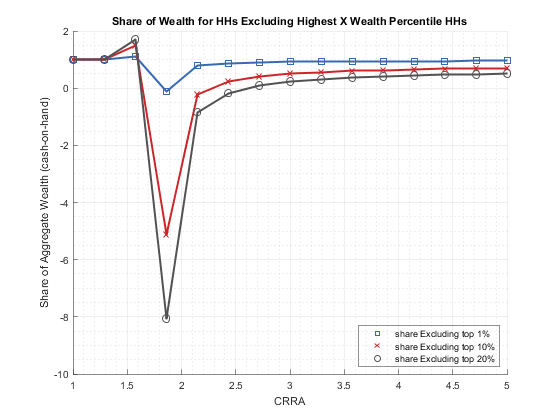 Share of Wealth for HHs Excluding Highest X Wealth Percentile HHs
Share of Aggregate Wealth (cash-on-hand)
2
0
-2
-4
-6
-8
-10
1
1.5
2
2.5
3
3.5
4
4.5
5
CRRA
share Excluding top 1%
share Excluding top 10%
share Excluding top 20%